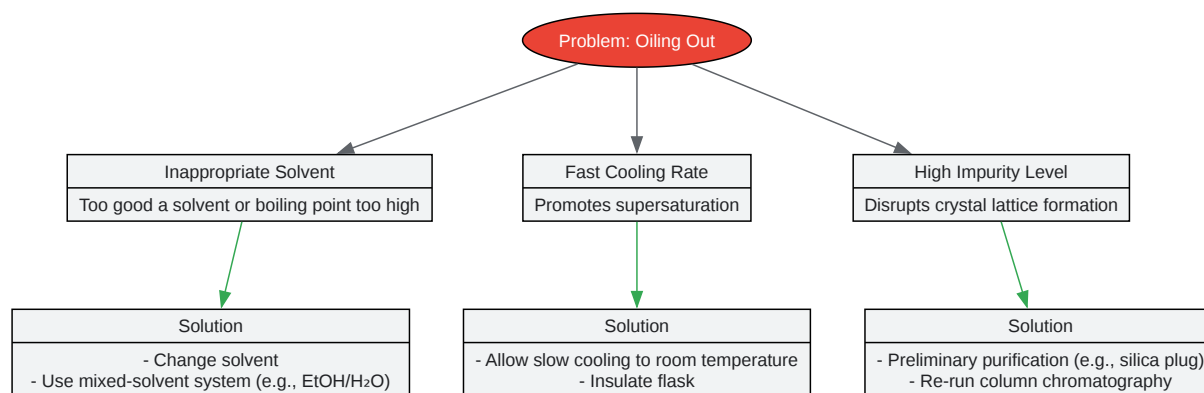 Problem: Oiling Out
Inappropriate Solvent
Too good a solvent or boiling point too high
Fast Cooling Rate
Promotes supersaturation
High Impurity Level
Disrupts crystal lattice formation
Solution
- Change solvent
- Use mixed-solvent system (e.g., EtOH/H₂O)
Solution
- Allow slow cooling to room temperature
- Insulate flask
Solution
- Preliminary purification (e.g., silica plug)
- Re-run column chromatography